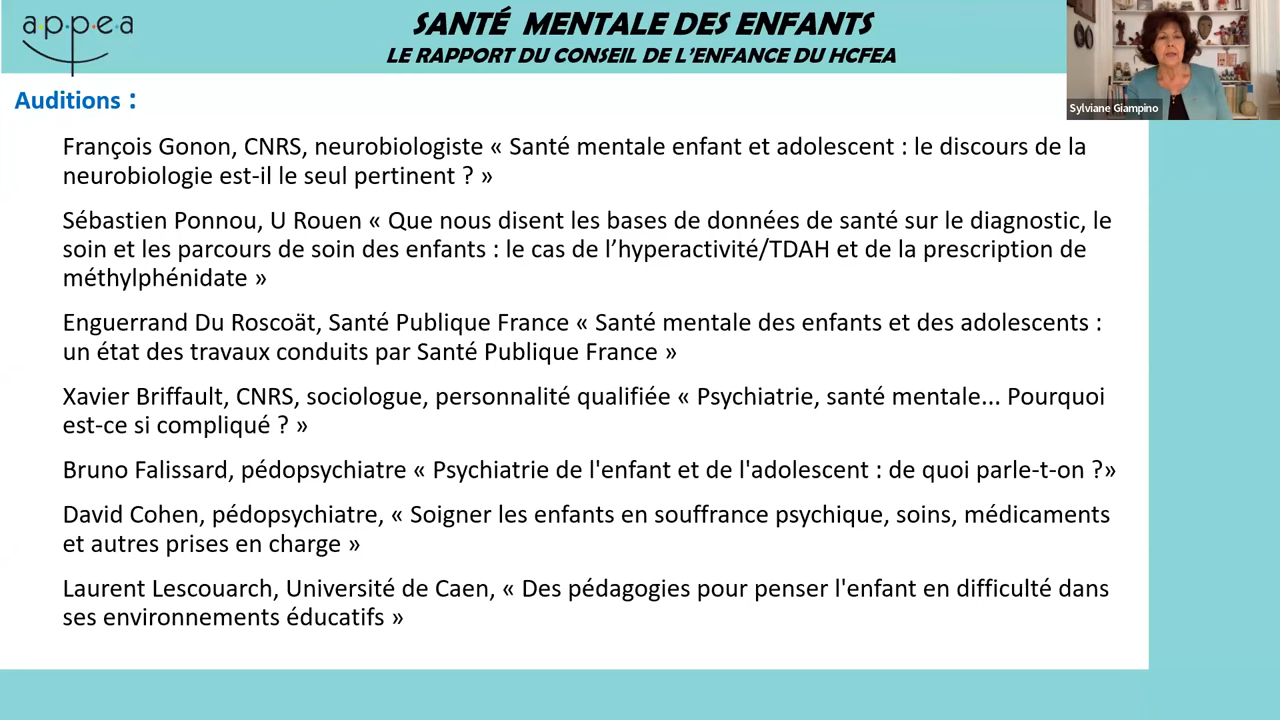 a·p·p·e·a
SANTÉ MENTALE DES ENFANTS
LE RAPPORT DU CONSEIL DE L'ENFANCE DU HCFEA
Sylviane Giampino
Auditions :
François Gonon, CNRS, neurobiologiste « Santé mentale enfant et adolescent : le discours de la
neurobiologie est-il le seul pertinent ? »
Sébastien Ponnou, U Rouen « Que nous disent les bases de données de santé sur le diagnostic, le
soin et les parcours de soin des enfants : le cas de l’hyperactivité/TDAH et de la prescription de
méthylphénidate »
Enguerrand Du Roscoät, Santé Publique France « Santé mentale des enfants et des adolescents :
un état des travaux conduits par Santé Publique France »
Xavier Briffault, CNRS, sociologue, personnalité qualifiée « Psychiatrie, santé mentale... Pourquoi
est-ce si compliqué ? »
Bruno Falissard, pédopsychiatre « Psychiatrie de l'enfant et de l'adolescent : de quoi parle-t-on ?»
David Cohen, pédopsychiatre, « Soigner les enfants en souffrance psychique, soins, médicaments
et autres prises en charge »
Laurent Lescouarch, Université de Caen, « Des pédagogies pour penser l'enfant en difficulté dans
ses environnements éducatifs »